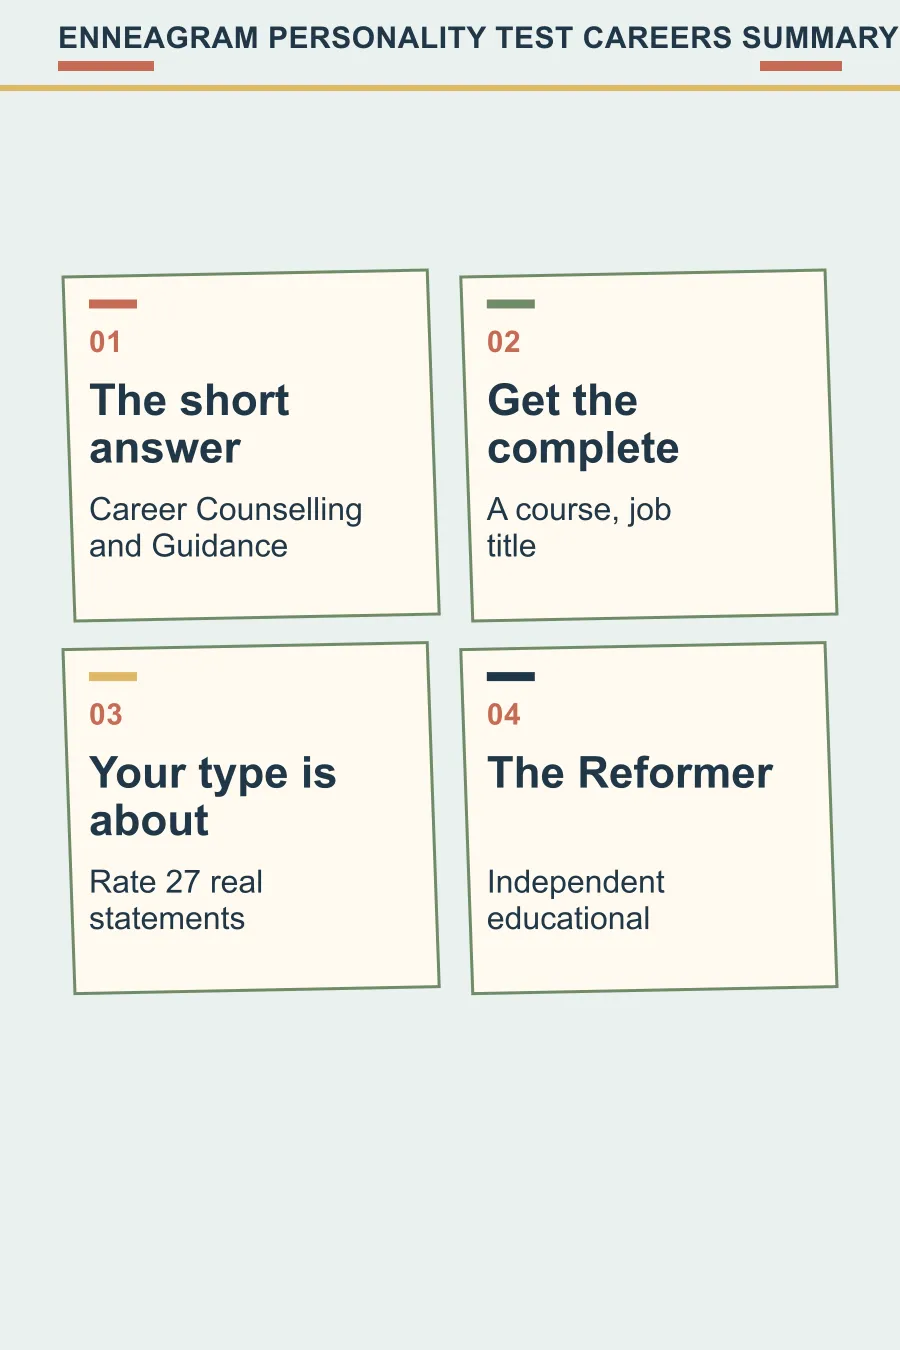 ENNEAGRAM PERSONALITY TEST CAREERS SUMMARY
01
The short
answer
Career Counselling
and Guidance
02
Get the
complete
A course, job
title
03
Your type is
about
Rate 27 real
statements
04
The Reformer
Independent
educational